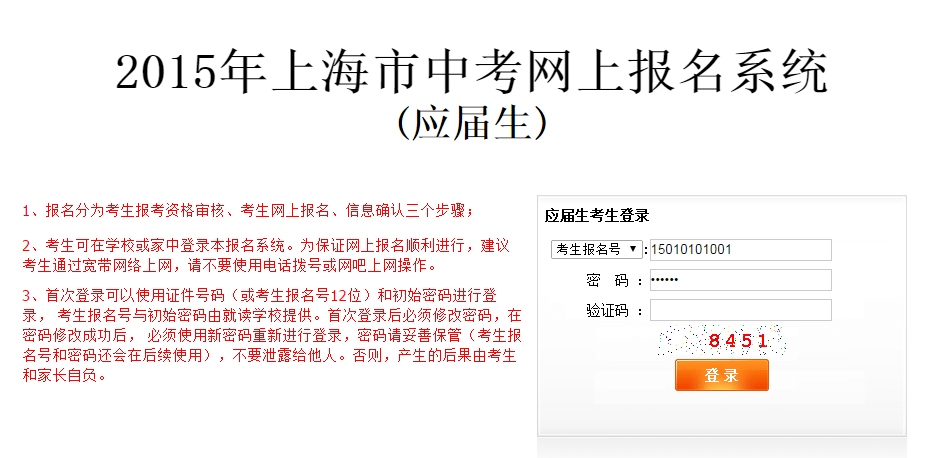 2015年上海市中考网上报名系统
(应届生)
1、报名分为考生报考资格审核、考生网上报名、信息确认三个步骤；
2、考生可在学校或家中登录本报名系统。为保证网上报名顺利进行，建议
考生通过宽带网络上网，请不要使用电话拨号或网吧上网操作。
3、首次登录可以使用证件号码（或考生报名号12位）和初始密码进行登
录， 考生报名号与初始密码由就读学校提供。首次登录后必须修改密码，在
密码修改成功后， 必须使用新密码重新进行登录，密码请妥善保管（考生报
名号和密码还会在后续使用），不要泄露给他人。否则，产生的后果由考生
和家长自负。
应届生考生登录
考生报名号 ▼ : 15010101001
密 码 : ••••••
验证码 :
8451
登 录